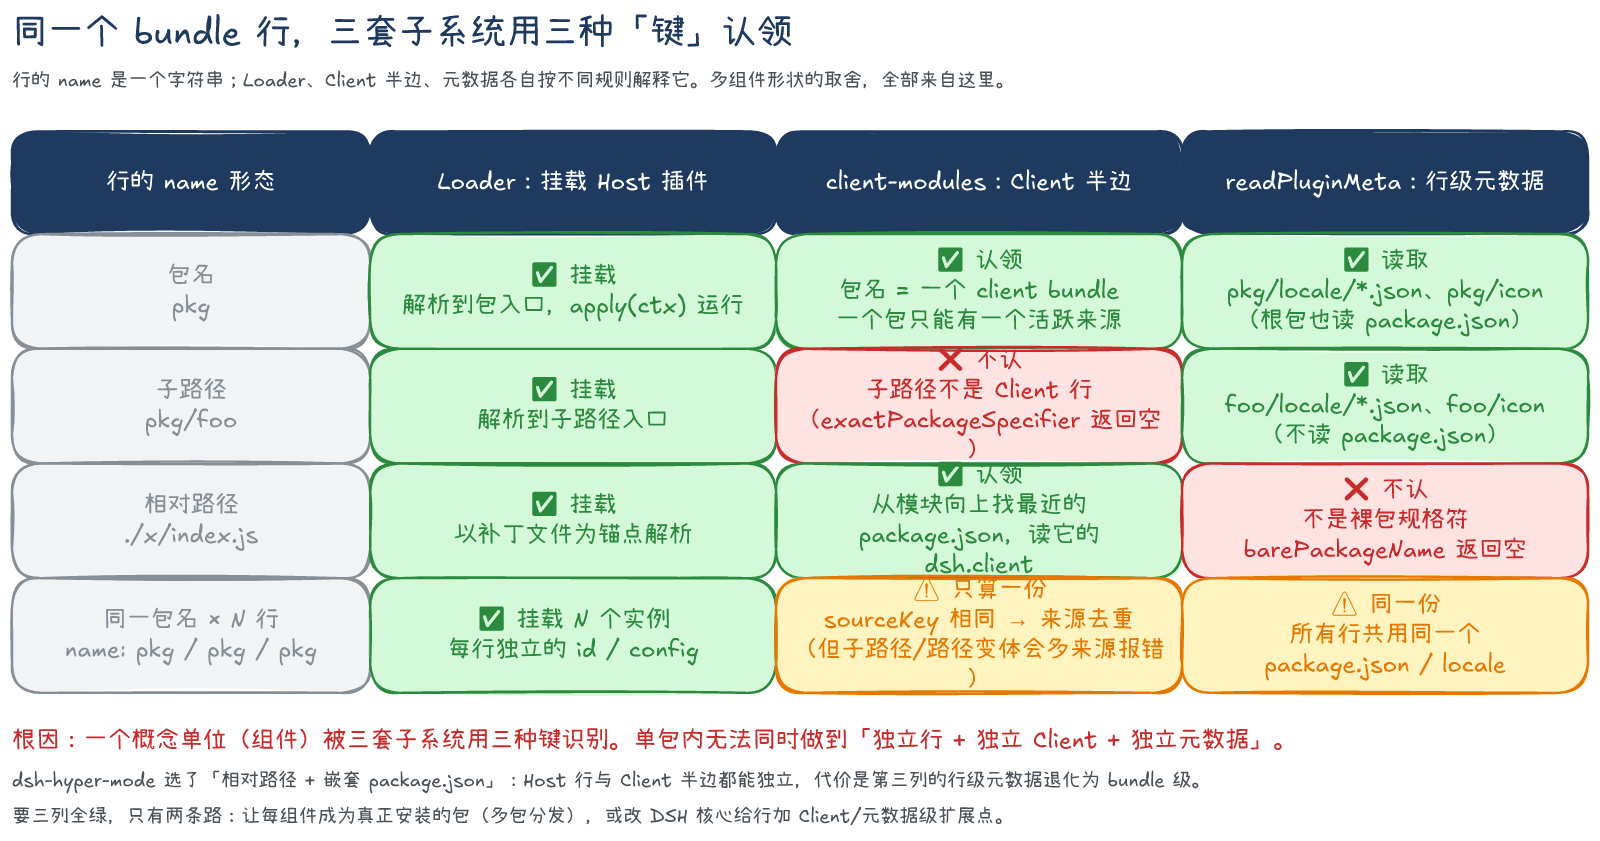 同一个 bundle 行，三套子系统用三种「键」认领
行的 name 是一个字符串；Loader、Client 半边、元数据各自按不同规则解释它。多组件形状的取舍，全部来自这里。
行的 name 形态
Loader：挂载 Host 插件
client-modules：Client 半边
readPluginMeta：行级元数据
包名
pkg
✅ 挂载
解析到包入口，apply(ctx) 运行
✅ 认领
包名 = 一个 client bundle
一个包只能有一个活跃来源
✅ 读取
pkg/locale/*.json、pkg/icon
（根包也读 package.json）
子路径
pkg/foo
✅ 挂载
解析到子路径入口
❌ 不认
子路径不是 Client 行
（exactPackageSpecifier 返回空
）
✅ 读取
foo/locale/*.json、foo/icon
（不读 package.json）
相对路径
./x/index.js
✅ 挂载
以补丁文件为锚点解析
✅ 认领
从模块向上找最近的
package.json，读它的
dsh.client
❌ 不认
不是裸包规格符
barePackageName 返回空
同一包名 × N 行
name: pkg / pkg / pkg
✅ 挂载 N 个实例
每行独立的 id / config
⚠️ 只算一份
sourceKey 相同 → 来源去重
（但子路径/路径变体会多来源报错
）
⚠️ 同一份
所有行共用同一个
package.json / locale
根因：一个概念单位（组件）被三套子系统用三种键识别。单包内无法同时做到「独立行 + 独立 Client + 独立元数据」。
dsh-hyper-mode 选了「相对路径 + 嵌套 package.json」：Host 行与 Client 半边都能独立，代价是第三列的行级元数据退化为 bundle 级。
要三列全绿，只有两条路：让每组件成为真正安装的包（多包分发），或改 DSH 核心给行加 Client/元数据级扩展点。